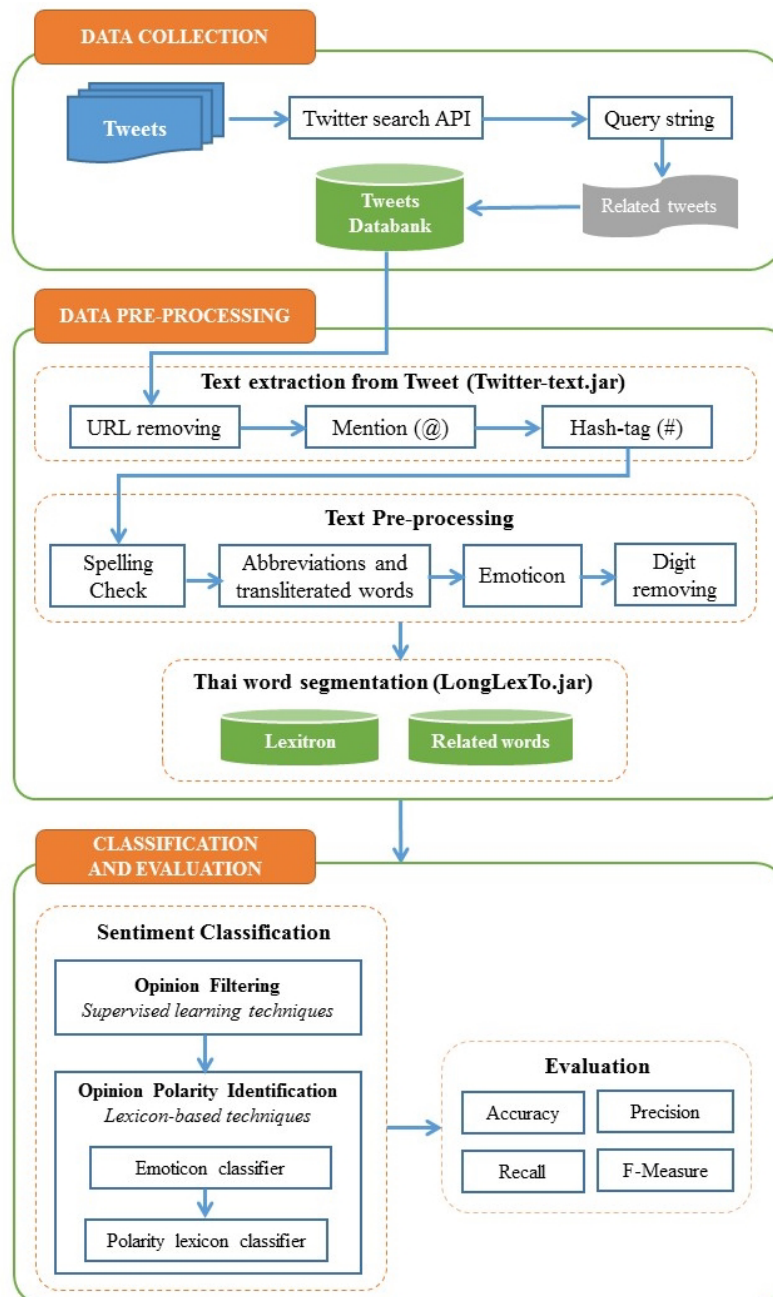 DATA COLLECTION
Tweets
Twitter search API
Query string
Tweets
Databank
Related tweets
DATA PRE-PROCESSING
Text extraction from Tweet (Twitter-text.jar)
URL removing
Mention (@)
Hash-tag (#)
Text Pre-processing
Spelling
Check
Abbreviations and
transliterated words
Emoticon
Digit
removing
Thai word segmentation (LongLexTo.jar)
Lexitron
Related words
CLASSIFICATION
AND EVALUATION
Sentiment Classification
Opinion Filtering
Supervised learning techniques
Opinion Polarity Identification
Lexicon-based techniques
Emoticon classifier
Polarity lexicon classifier
Evaluation
Accuracy
Precision
Recall
F-Measure